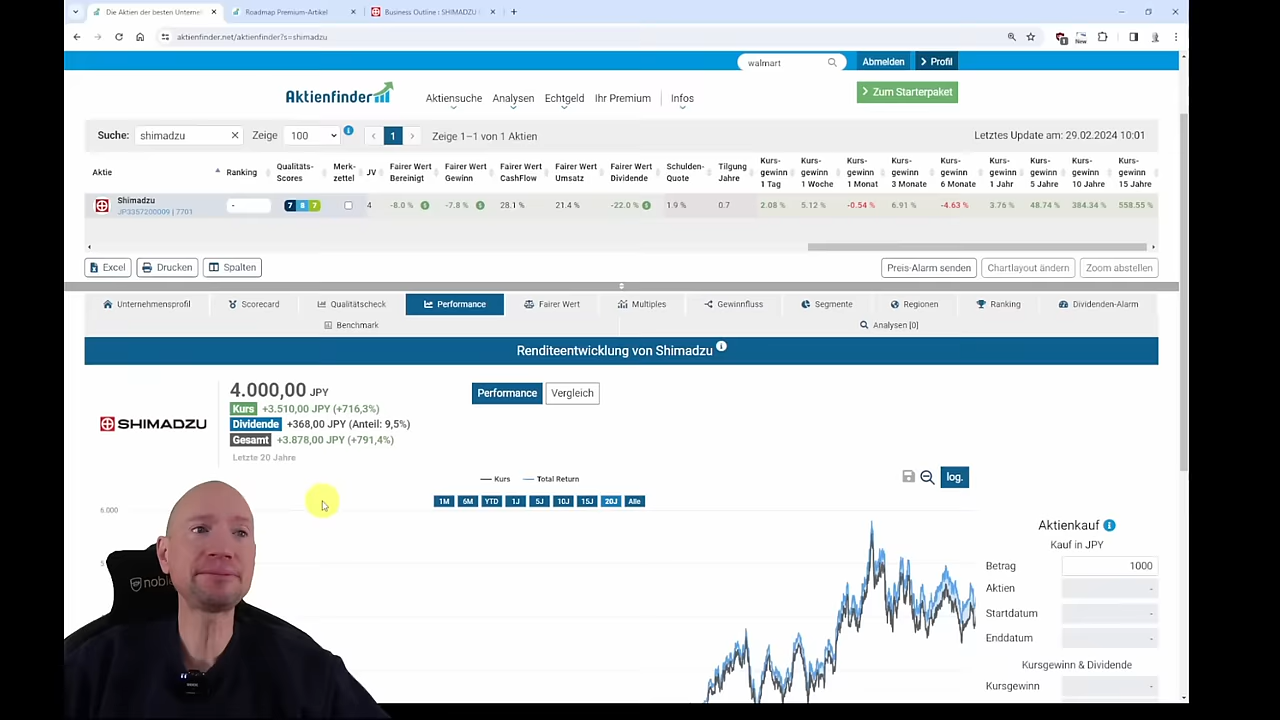 Die Aktien der besten Unterne
Roadmap Premium-Artikel
Business Outline : SHIMADZU
aktienfinder.net/aktienfinder?s=shimadzu
New
walmart
Abmelden
Profil
Aktienfinder
Aktiensuche
Analysen
Echtgeld
Ihr Premium
Infos
Zum Starterpaket
Suche: shimadzu Zeige 100 1 Zeige 1–1 von 1 Aktien
Letztes Update am: 29.02.2024 10:01
Aktie Ranking Qualitäts-Scores Merk-zettel JV Fairer Wert Bereinigt Fairer Wert Gewinn Fairer Wert CashFlow Fairer Wert Umsatz Fairer Wert Dividende Schulden-Quote Tilgung Jahre Kurs-gewinn 1 Tag Kurs-gewinn 1 Woche Kurs-gewinn 1 Monat Kurs-gewinn 3 Monate Kurs-gewinn 6 Monate Kurs-gewinn 1 Jahr Kurs-gewinn 5 Jahre Kurs-gewinn 10 Jahre Kurs-gewinn 15 Jahre
Shimadzu
JP3357200009 | 7701
- 7 8 7 4 -8.0 % -7.8 % 28.1 % 21.4 % -22.0 % 1.9 % 0.7 2.08 % 5.12 % -0.54 % 6.91 % -4.63 % 3.76 % 48.74 % 384.34 % 558.55 %
Excel
Drucken
Spalten
Preis-Alarm senden
Chartlayout ändern
Zoom abstellen
Unternehmensprofil
Scorecard
Qualitätscheck
Performance
Fairer Wert
Multiples
Gewinnfluss
Segmente
Regionen
Ranking
Dividenden-Alarm
Benchmark
Analysen [0]
Renditeentwicklung von Shimadzu
SHIMADZU
4.000,00 JPY
Kurs +3.510,00 JPY (+716,3%)
Dividende +368,00 JPY (Anteil: 9,5%)
Gesamt +3.878,00 JPY (+791,4%)
Letzte 20 Jahre
Performance
Vergleich
Kurs
Total Return
log.
1M 6M YTD 1J 5J 10J 15J 20J Alle
6.000
5
Aktienkauf
Kauf in JPY
Betrag 1000
Aktien -
Startdatum -
Enddatum -
Kursgewinn & Dividende
Kursgewinn -